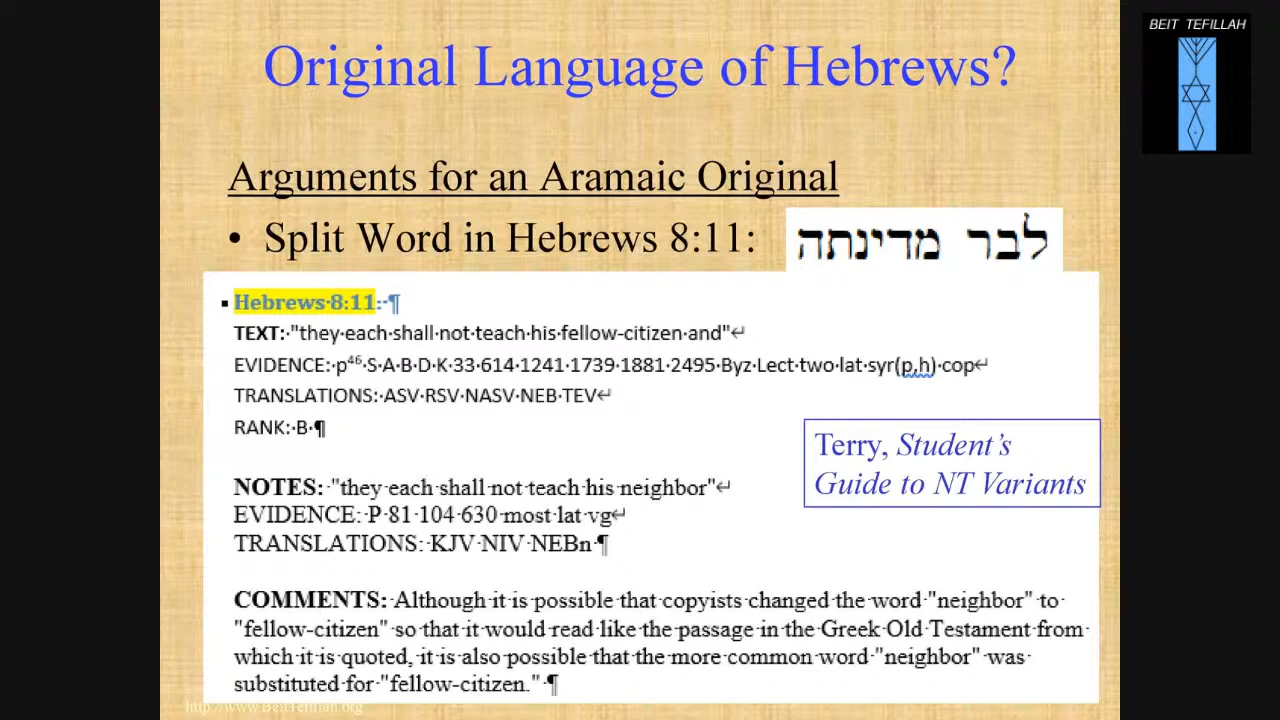 BEIT TEFILLAH
Original Language of Hebrews?
Arguments for an Aramaic Original
• Split Word in Hebrews 8:11:
לבר מדינתה
▪ Hebrews·8:11:·¶
TEXT:·"they·each·shall·not·teach·his·fellow-citizen·and"↵
EVIDENCE:·p46·S·A·B·D·K·33·614·1241·1739·1881·2495·Byz·Lect·two·lat·syr(p,h)·cop↵
TRANSLATIONS:·ASV·RSV·NASV·NEB·TEV↵
RANK:·B·¶
NOTES:·"they·each·shall·not·teach·his·neighbor"↵
EVIDENCE:·P·81·104·630·most·lat·vg↵
TRANSLATIONS:·KJV·NIV·NEBn·¶
COMMENTS:·Although·it·is·possible·that·copyists·changed·the·word·"neighbor"·to·
"fellow-citizen"·so·that·it·would·read·like·the·passage·in·the·Greek·Old·Testament·from·
which·it·is·quoted,·it·is·also·possible·that·the·more·common·word·"neighbor"·was·
substituted·for·"fellow-citizen."·¶
Terry, Student's
Guide to NT Variants
http://www.BeitTefillah.org